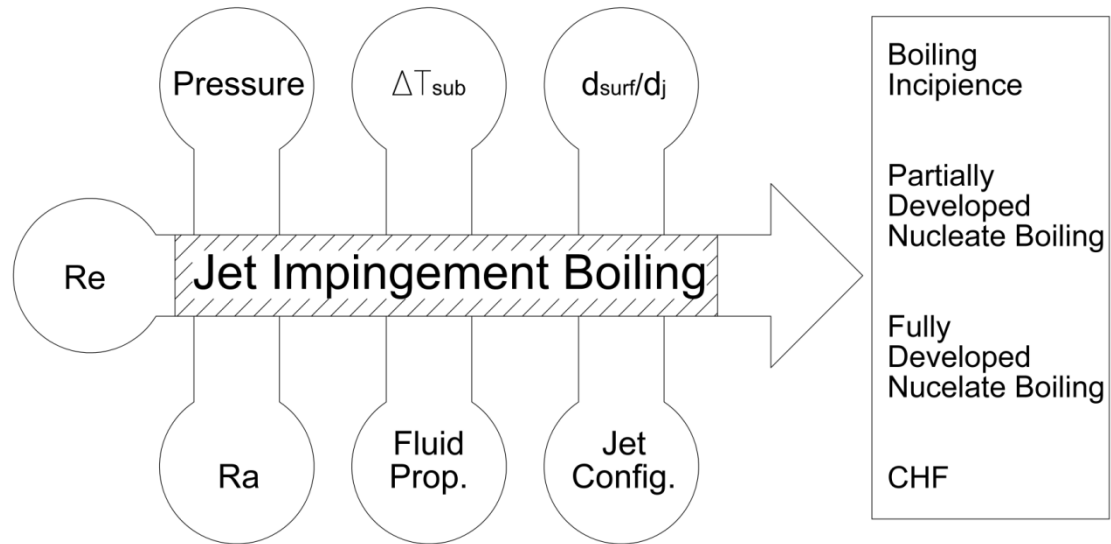 Pressure
ΔTsub
dsurf/dj
Re
Jet Impingement Boiling
Ra
Fluid
Prop.
Jet
Config.
Boiling
Incipience
Partially
Developed
Nucleate Boiling
Fully
Developed
Nucelate Boiling
CHF